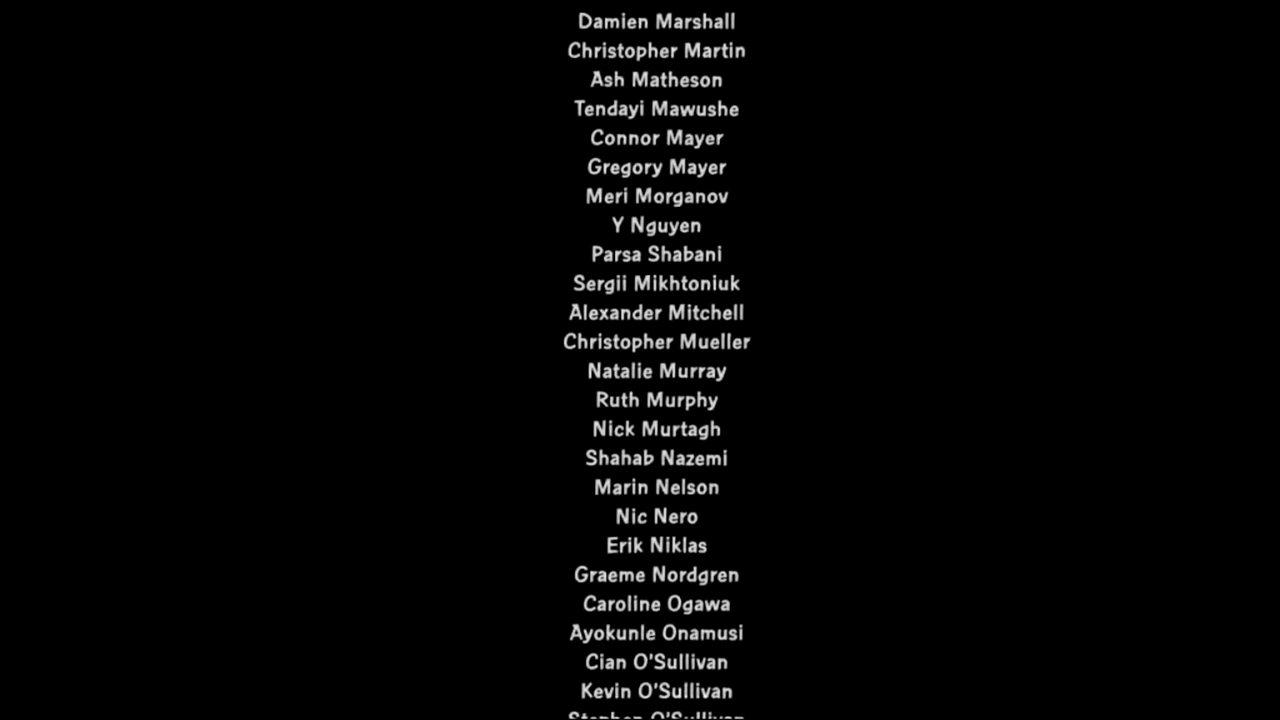 Damien Marshall
Christopher Martin
Ash Matheson
Tendayi Mawushe
Connor Mayer
Gregory Mayer
Meri Morganov
Y Nguyen
Parsa Shabani
Sergii Mikhtoniuk
Alexander Mitchell
Christopher Mueller
Natalie Murray
Ruth Murphy
Nick Murtagh
Shahab Nazemi
Marin Nelson
Nic Nero
Erik Niklas
Graeme Nordgren
Caroline Ogawa
Ayokunle Onamusi
Cian O'Sullivan
Kevin O'Sullivan
Stephen O'Sullivan